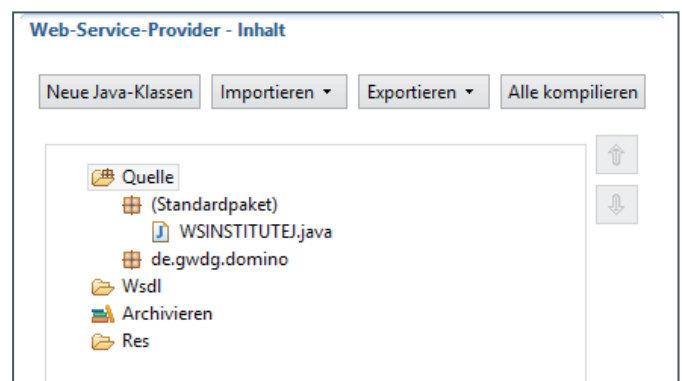 Web-Service-Provider - Inhalt
Neue Java-Klassen Importieren Exportieren Alle kompilieren
Quelle
(Standardpaket)
WSINSTITUTEJ.java
de.gwdg.domino
Wsdl
Archivieren
Res